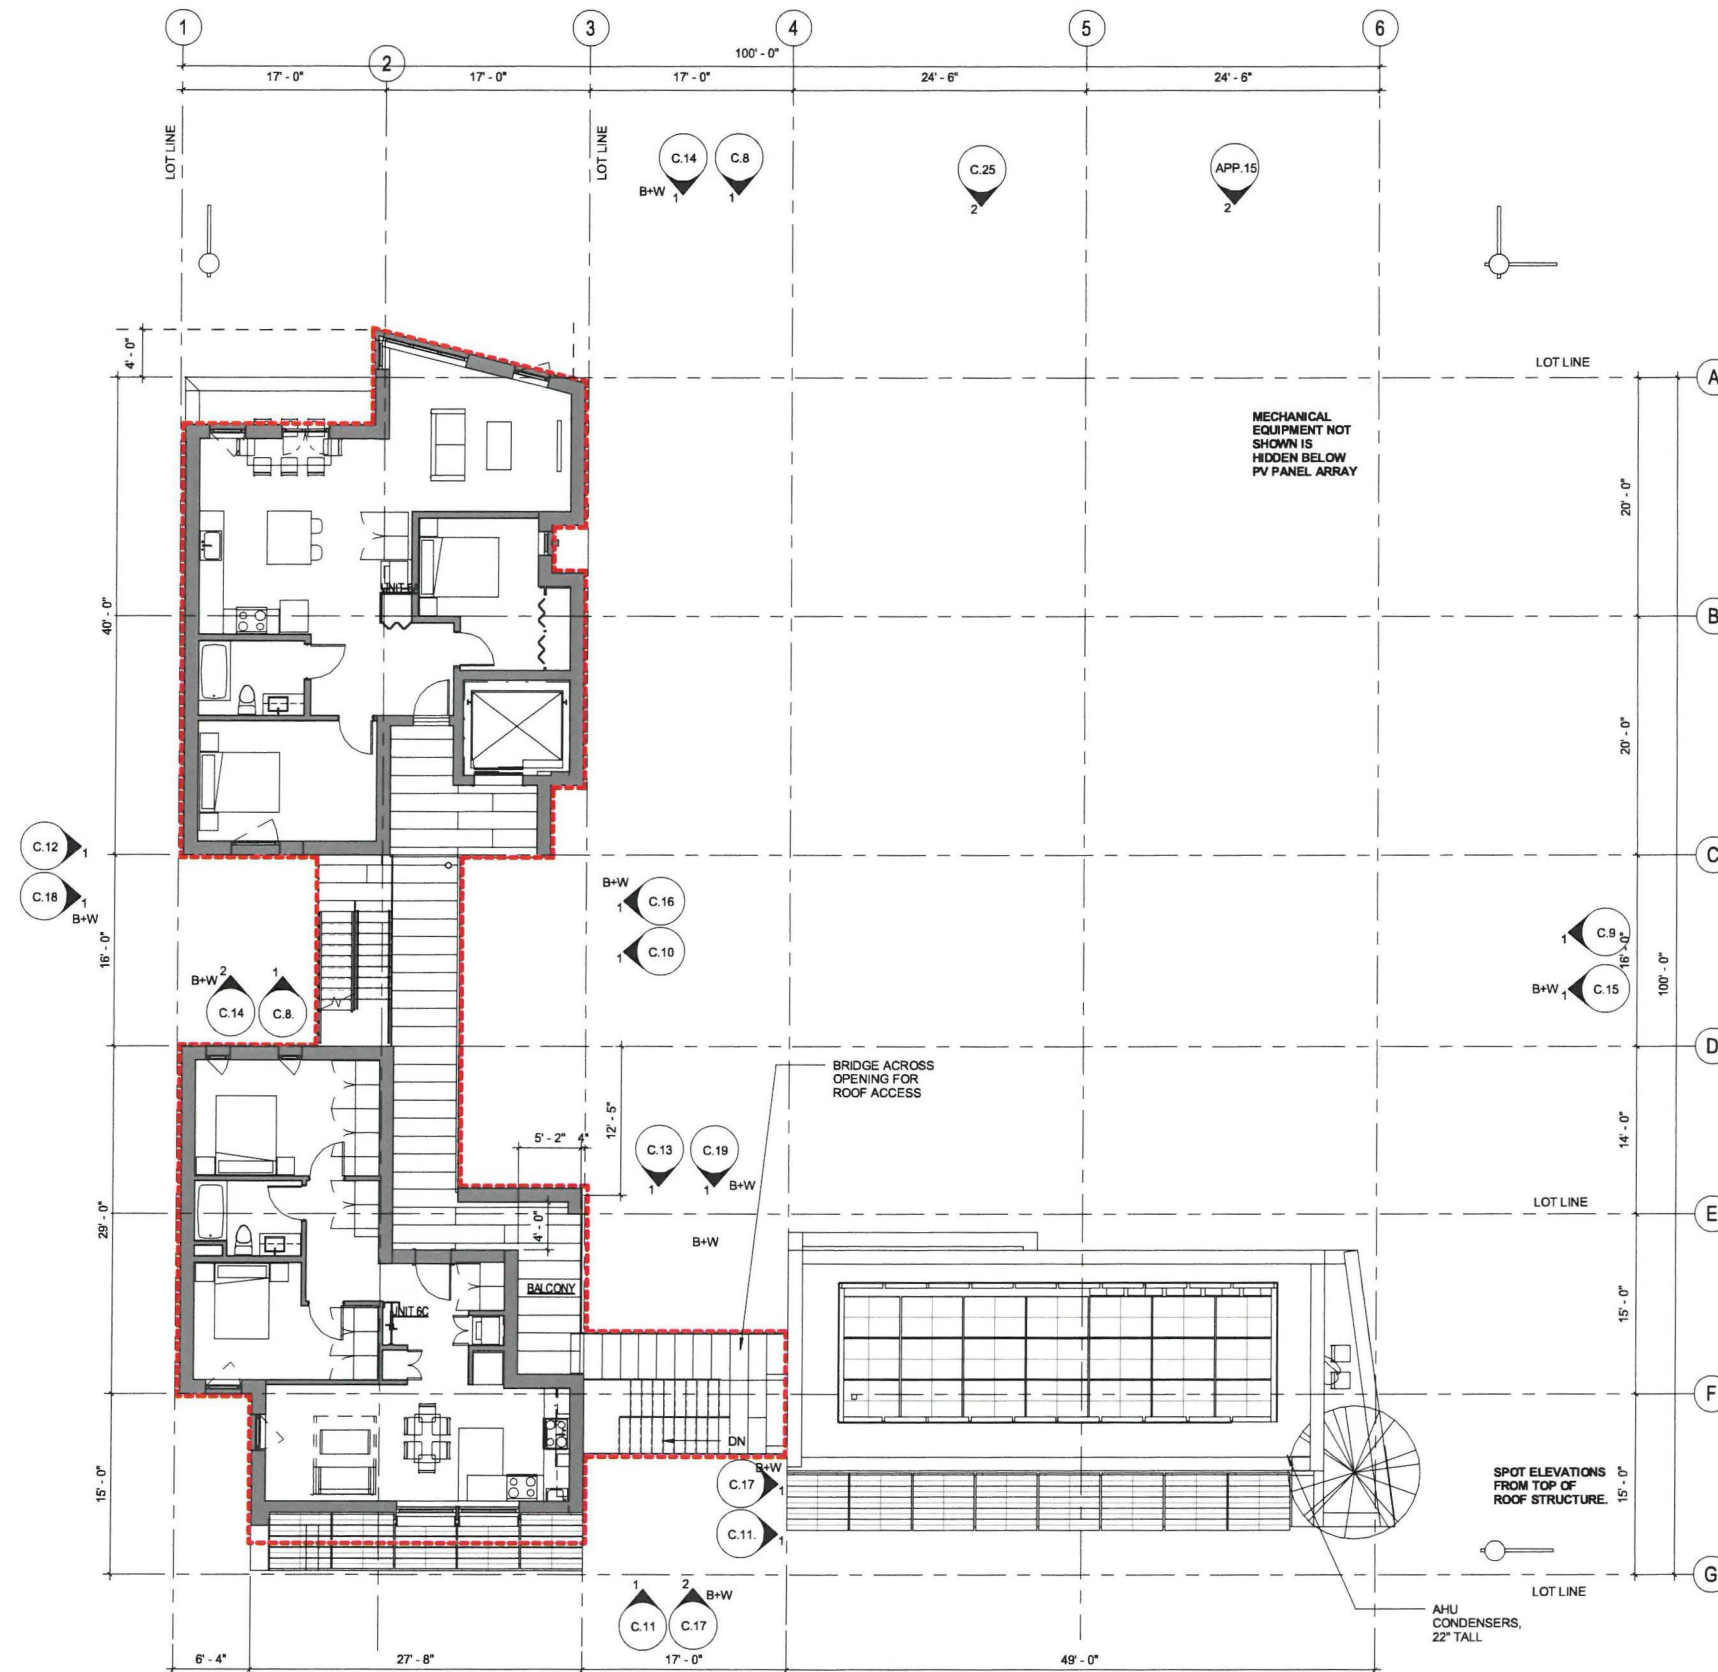 1
3
4
5
6
2
100' - 0"
17' - 0"
17' - 0"
17' - 0"
24' - 6"
24' - 6"
LOT LINE
LOT LINE
C.14
C.8
C.25
APP.15
B+W
1
1
2
2
4' - 0"
LOT LINE
A
MECHANICAL
EQUIPMENT NOT
SHOWN IS
HIDDEN BELOW
PV PANEL ARRAY
20' - 0"
40' - 0"
B
20' - 0"
C.12
1
C
C.18
1
B+W
B+W
1
C.16
1
C.10
1
C.9
16' - 0"
16' - 0"
B+W
1
C.15
100' - 0"
B+W
2
1
C.14
C.8.
D
BRIDGE ACROSS
OPENING FOR
ROOF ACCESS
12' - 5"
5' - 2"
4"
14' - 0"
C.13
C.19
1
1
B+W
LOT LINE
E
29' - 0"
4' - 0"
B+W
BALCONY
15' - 0"
UNIT 6C
F
DN
B+W
C.17
1
15' - 0"
SPOT ELEVATIONS
FROM TOP OF
ROOF STRUCTURE.
15' - 0"
C.11.
1
G
LOT LINE
1
2
B+W
C.11
C.17
AHU
CONDENSERS,
22" TALL
6' - 4"
27' - 8"
17' - 0"
49' - 0"